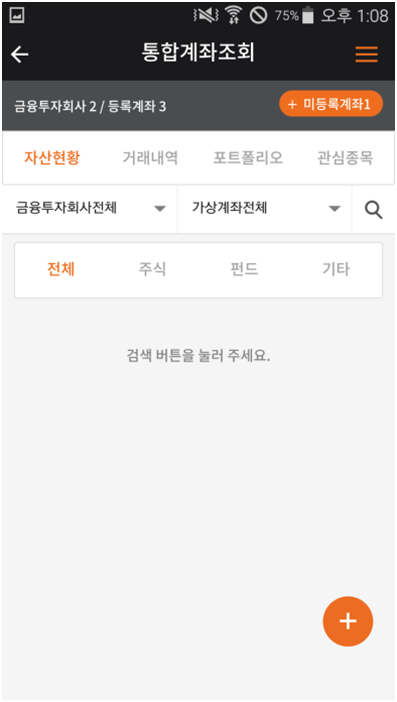 75% 오후 1:08
통합계좌조회
금융투자회사 2 / 등록계좌 3 + 미등록계좌1
자산현황 거래내역 포트폴리오 관심종목
금융투자회사전체 가상계좌전체
전체 주식 펀드 기타
검색 버튼을 눌러 주세요.
+